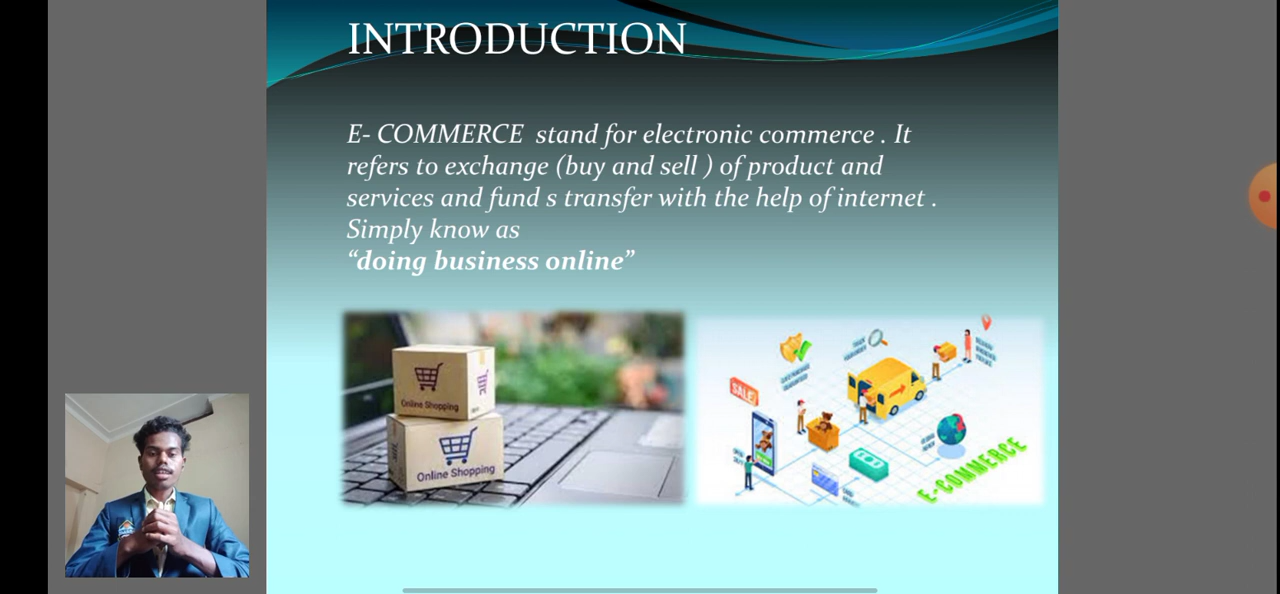 INTRODUCTION
E- COMMERCE stand for electronic commerce . It
refers to exchange (buy and sell ) of product and
services and fund s transfer with the help of internet .
Simply know as
“doing business online”
Online Shopping
Online Shopping
SALE!
E-COMMERCE